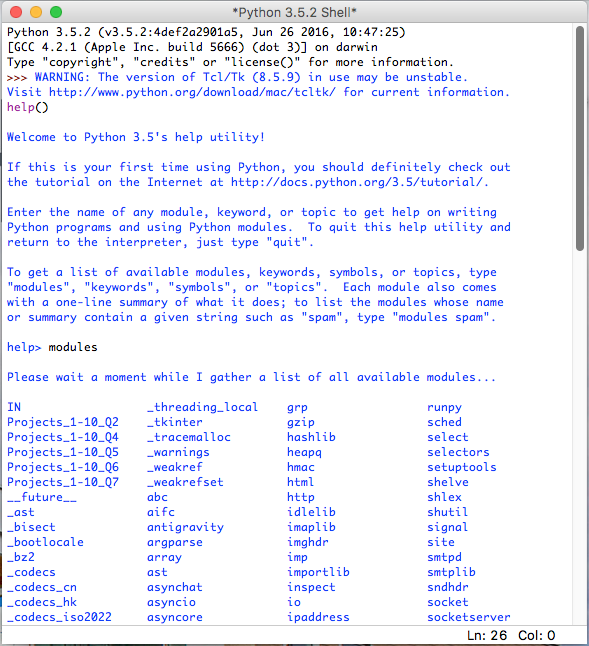 *Python 3.5.2 Shell*
Python 3.5.2 (v3.5.2:4def2a2901a5, Jun 26 2016, 10:47:25)
[GCC 4.2.1 (Apple Inc. build 5666) (dot 3)] on darwin
Type "copyright", "credits" or "license()" for more information.
>>> WARNING: The version of Tcl/Tk (8.5.9) in use may be unstable.
Visit http://www.python.org/download/mac/tcltk/ for current information.
help()
Welcome to Python 3.5's help utility!
If this is your first time using Python, you should definitely check out
the tutorial on the Internet at http://docs.python.org/3.5/tutorial/.
Enter the name of any module, keyword, or topic to get help on writing
Python programs and using Python modules.  To quit this help utility and
return to the interpreter, just type "quit".
To get a list of available modules, keywords, symbols, or topics, type
"modules", "keywords", "symbols", or "topics".  Each module also comes
with a one-line summary of what it does; to list the modules whose name
or summary contain a given string such as "spam", type "modules spam".
help> modules
Please wait a moment while I gather a list of all available modules...
IN                  _threading_local    grp                 runpy
Projects_1-10_Q2    _tkinter            gzip                sched
Projects_1-10_Q4    _tracemalloc        hashlib             select
Projects_1-10_Q5    _warnings           heapq               selectors
Projects_1-10_Q6    _weakref            hmac                setuptools
Projects_1-10_Q7    _weakrefset         html                shelve
__future__          abc                 http                shlex
_ast                aifc                idlelib             shutil
_bisect             antigravity         imaplib             signal
_bootlocale         argparse            imghdr              site
_bz2                array               imp                 smtpd
_codecs             ast                 importlib           smtplib
_codecs_cn          asynchat            inspect             sndhdr
_codecs_hk          asyncio             io                  socket
_codecs_iso2022     asyncore            ipaddress           socketserver
Ln: 26 Col: 0